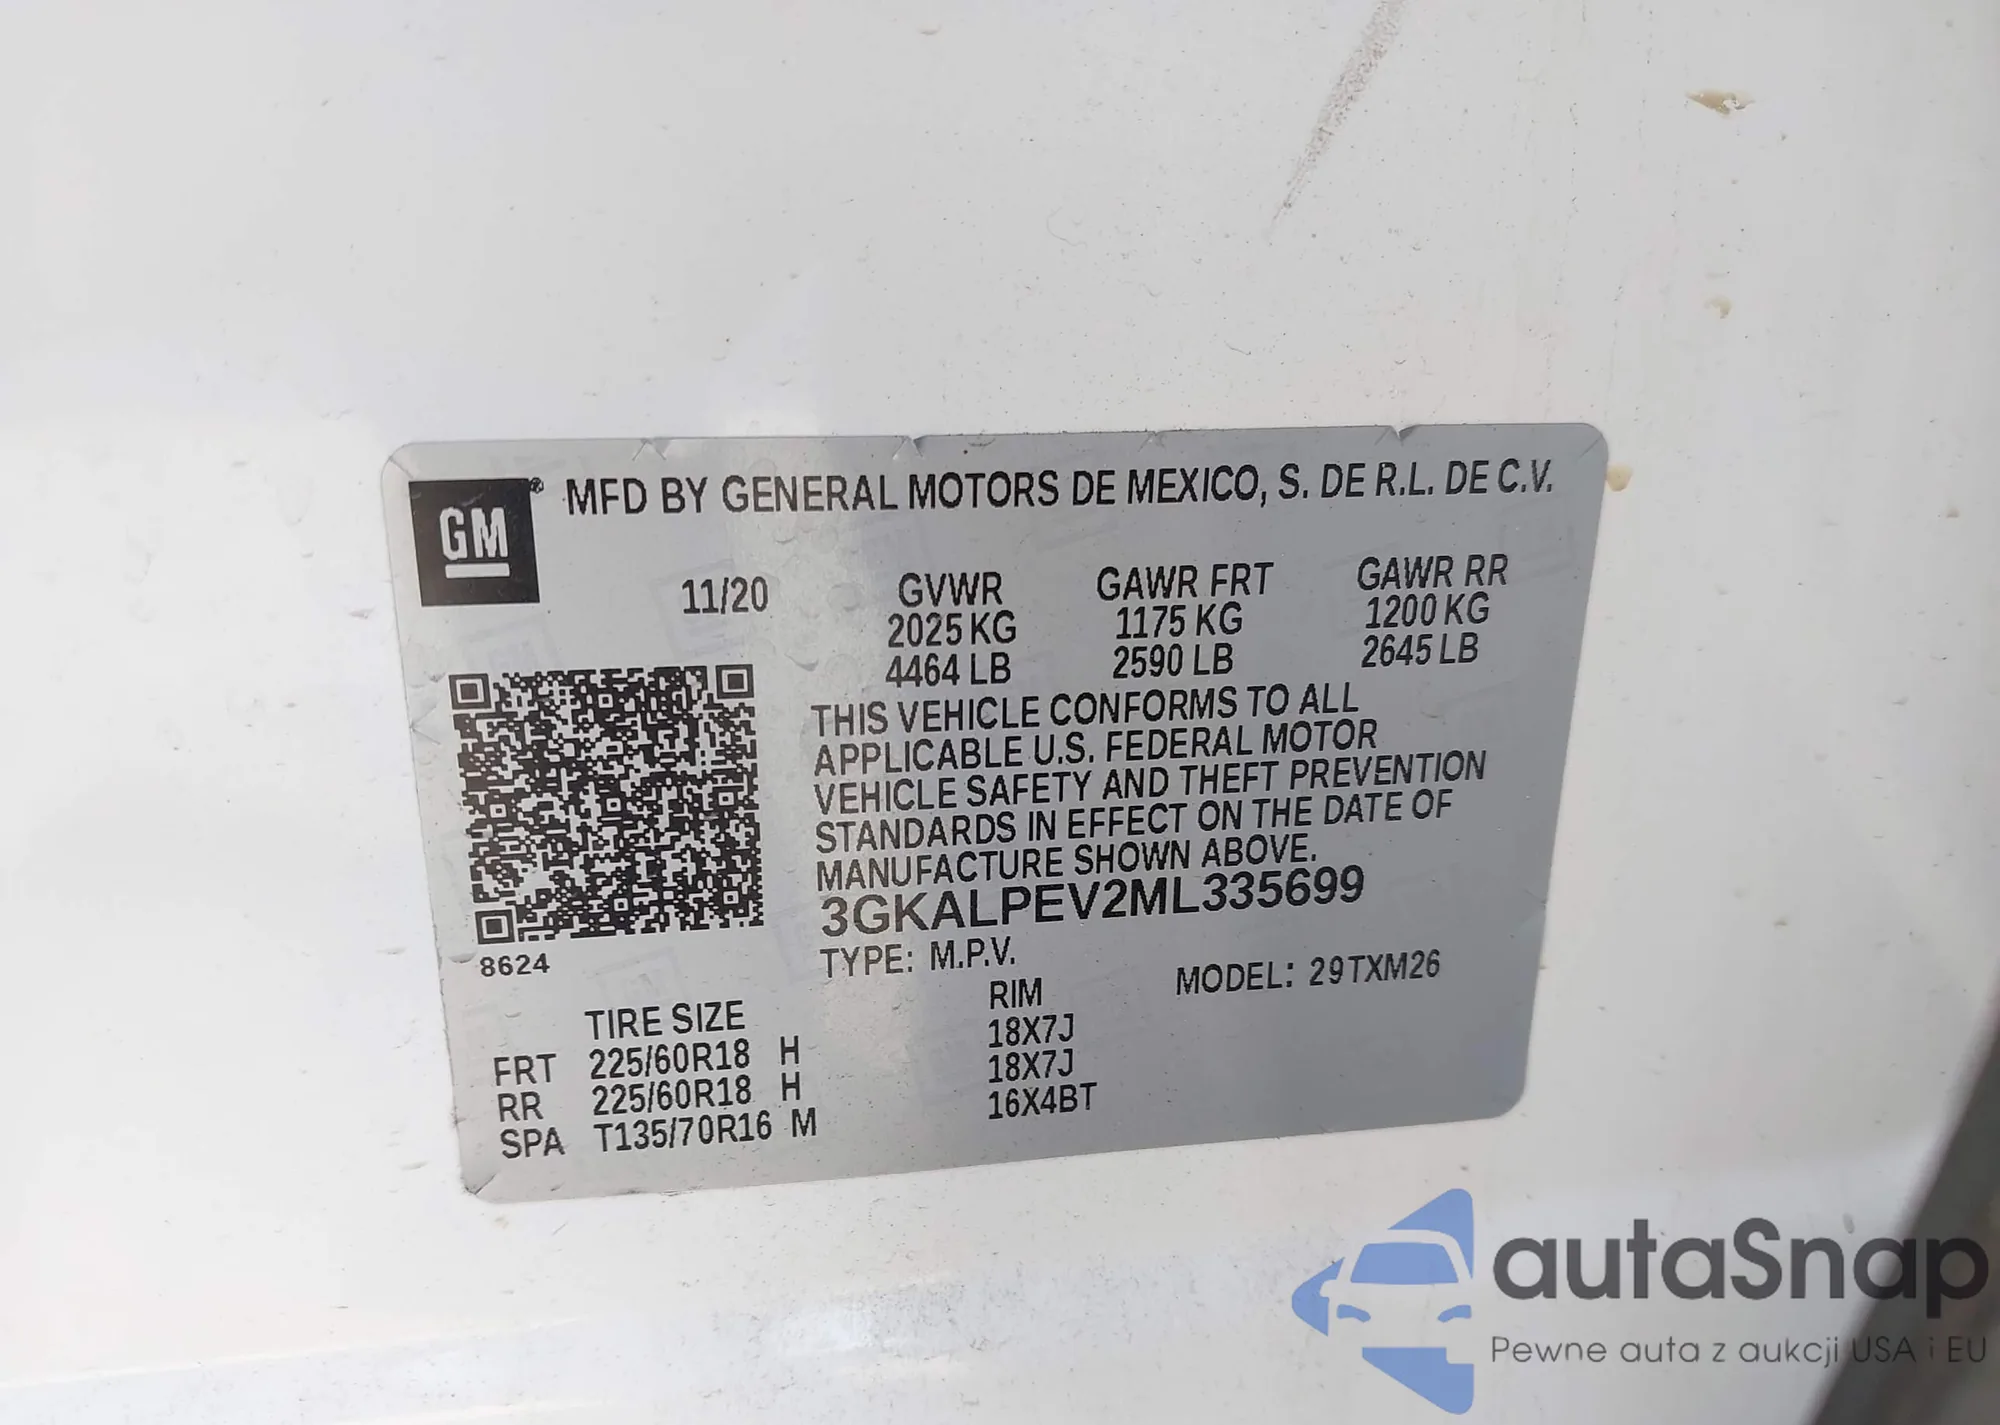 GM® MFD BY GENERAL MOTORS DE MEXICO, S. DE R.L. DE C.V.
11/20 GVWR GAWR FRT GAWR RR
2025 KG 1175 KG 1200 KG
4464 LB 2590 LB 2645 LB
THIS VEHICLE CONFORMS TO ALL
APPLICABLE U.S. FEDERAL MOTOR
VEHICLE SAFETY AND THEFT PREVENTION
STANDARDS IN EFFECT ON THE DATE OF
MANUFACTURE SHOWN ABOVE.
3GKALPEV2ML335699
8624 TYPE: M.P.V. MODEL: 29TXM26
TIRE SIZE RIM
FRT 225/60R18 H 18X7J
RR 225/60R18 H 18X7J
SPA T135/70R16 M 16X4BT
autaSnap
Pewne auta z aukcji USA i EU